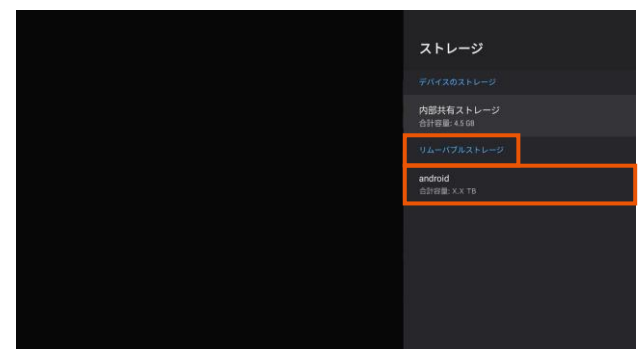 ストレージ
デバイスのストレージ
内部共有ストレージ
合計容量: 4.5 GB
リムーバブルストレージ
android
合計容量: X.X TB